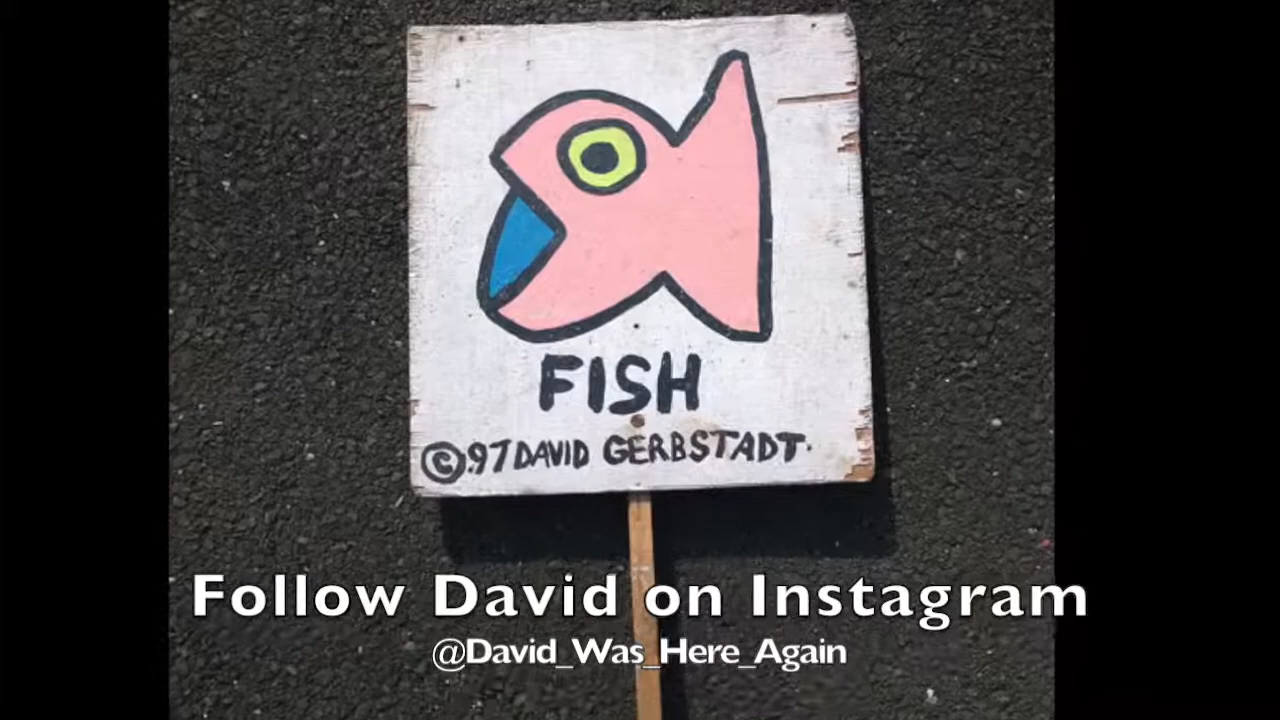 FISH
©.97 DAVID GERBSTADT.
Follow David on Instagram
@David_Was_Here_Again